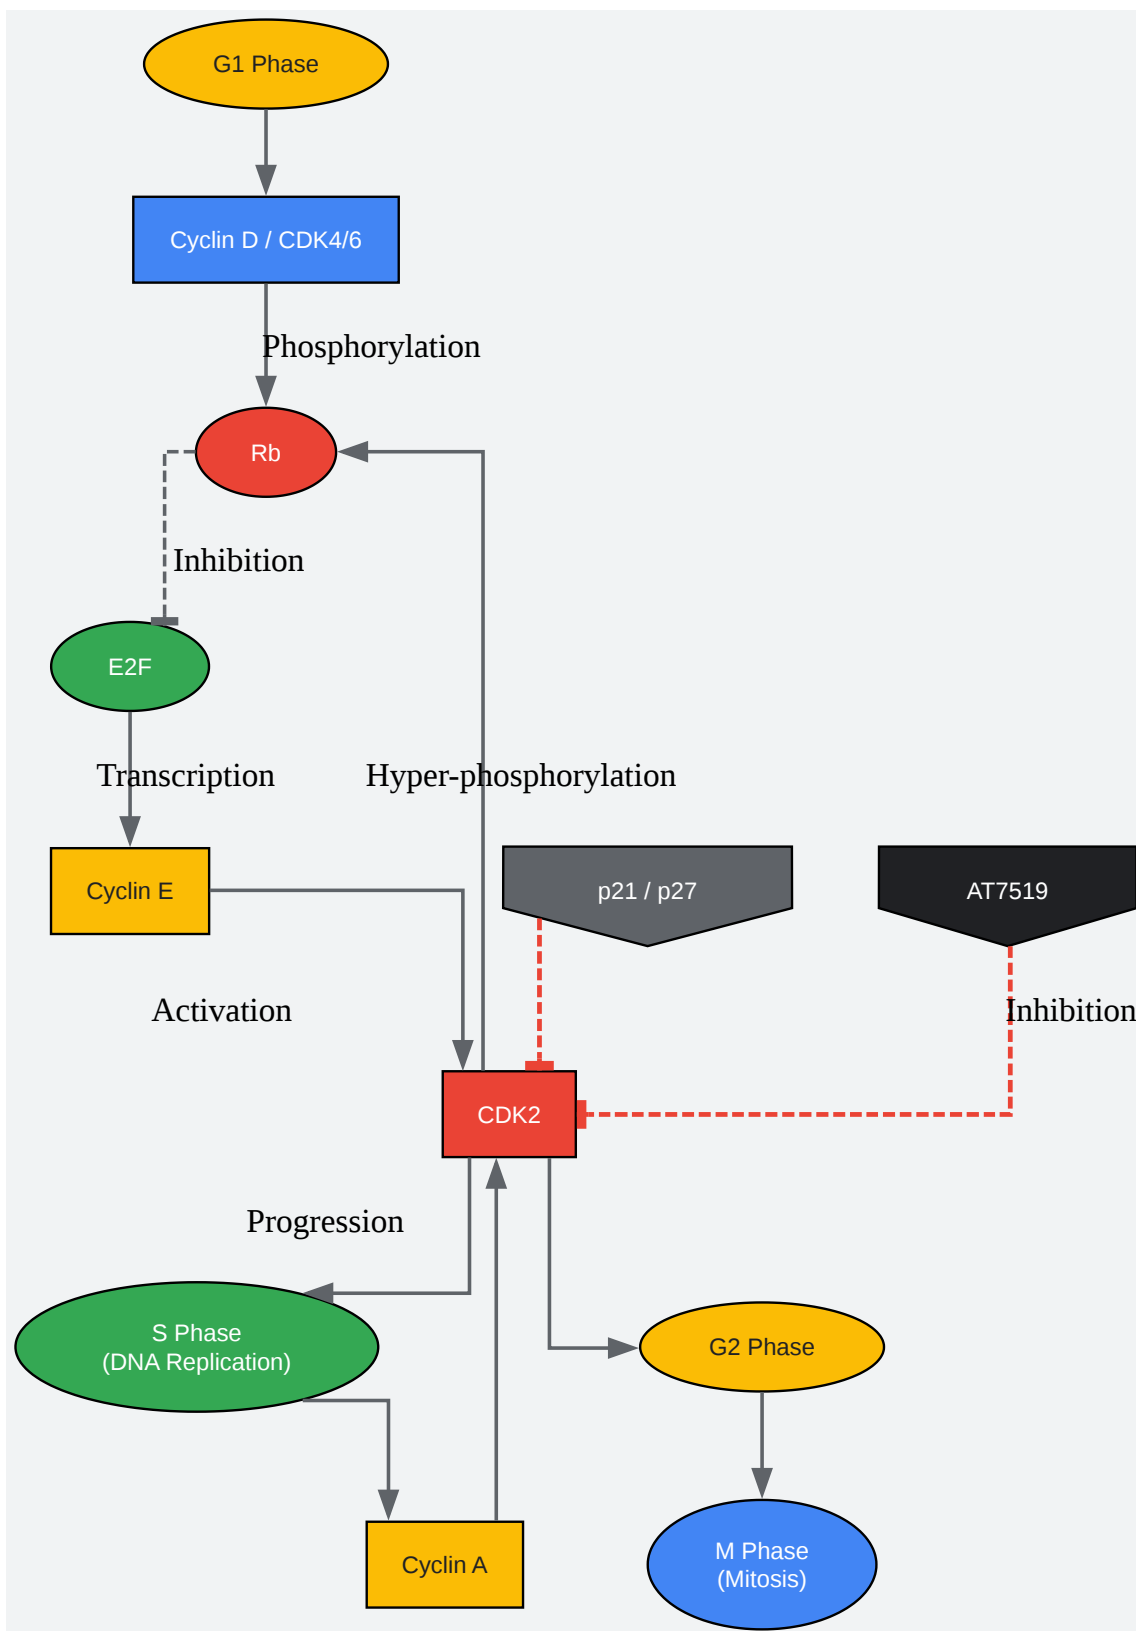 G1 Phase
Cyclin D / CDK4/6
Phosphorylation
Rb
Inhibition
E2F
Transcription
Hyper-phosphorylation
Cyclin E
p21 / p27
AT7519
Activation
Inhibition
CDK2
Progression
S Phase
(DNA Replication)
G2 Phase
Cyclin A
M Phase
(Mitosis)